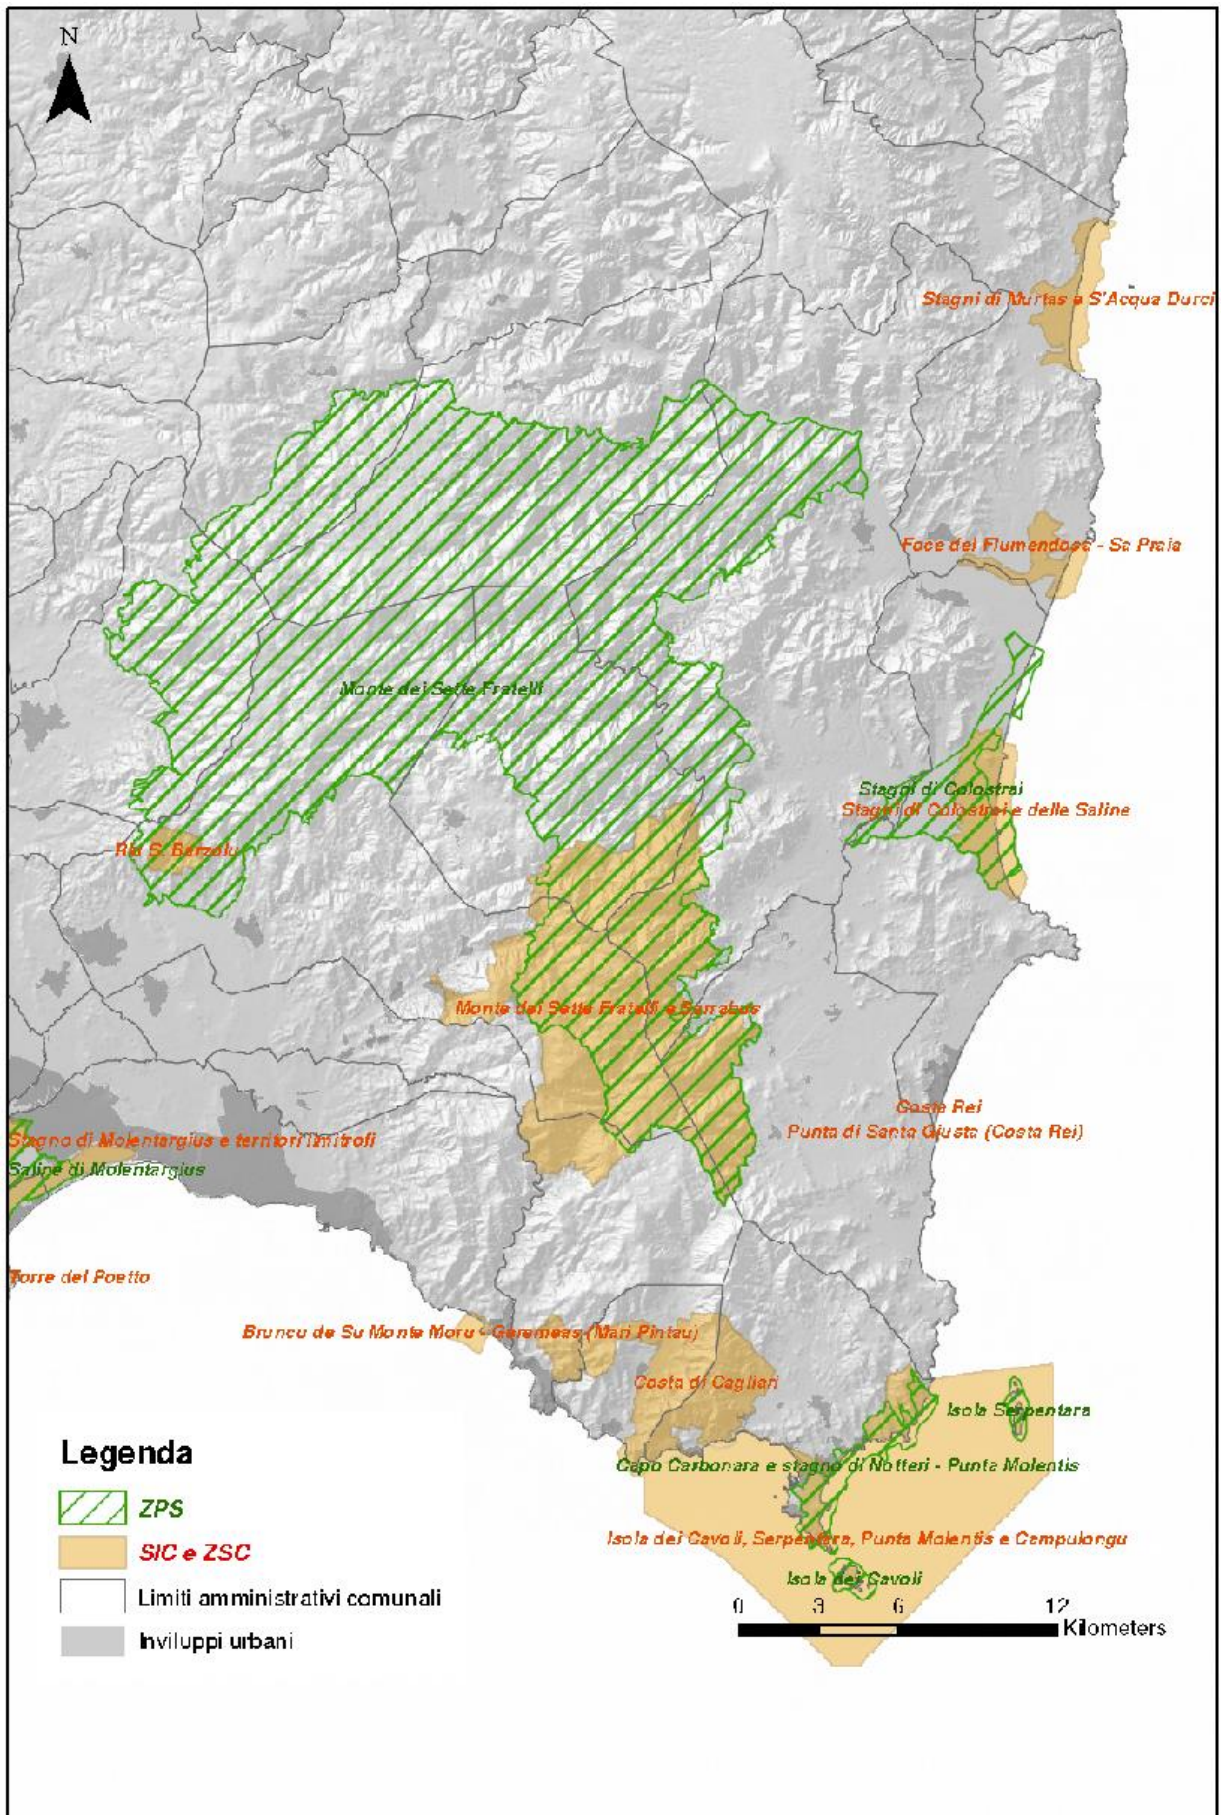 N
Stagni di Murtas e S'Acqua Durci
Foce del Flumendosa - Sa Praia
Monte dei Sette Fratelli
Stagni di Colostrai
Stagni di Colostrai e delle Saline
Riu S. Barzolu
Monte dei Sette Fratelli e Sarrabus
Costa Rei
Punta di Santa Giusta (Costa Rei)
Stagno di Molentargius e territori limitrofi
Saline di Molentargius
Torre del Poetto
Bruncu de Su Monte Moru - Geremeas (Mari Pintau)
Costa di Cagliari
Isola Serpentara
Capo Carbonara e stagno di Notteri - Punta Molentis
Isola dei Cavoli, Serpentara, Punta Molentis e Campulongu
Isola dei Cavoli
0 3 6 12
Kilometers
Legenda
ZPS
SIC e ZSC
Limiti amministrativi comunali
Inviluppi urbani